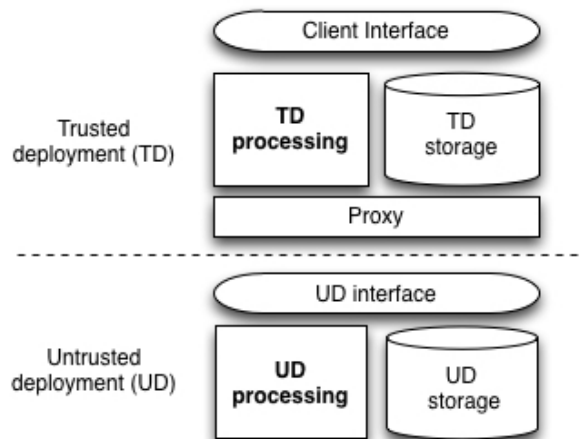 Client Interface
Trusted
deployment (TD)
TD
processing
TD
storage
Proxy
UD interface
Untrusted
deployment (UD)
UD
processing
UD
storage